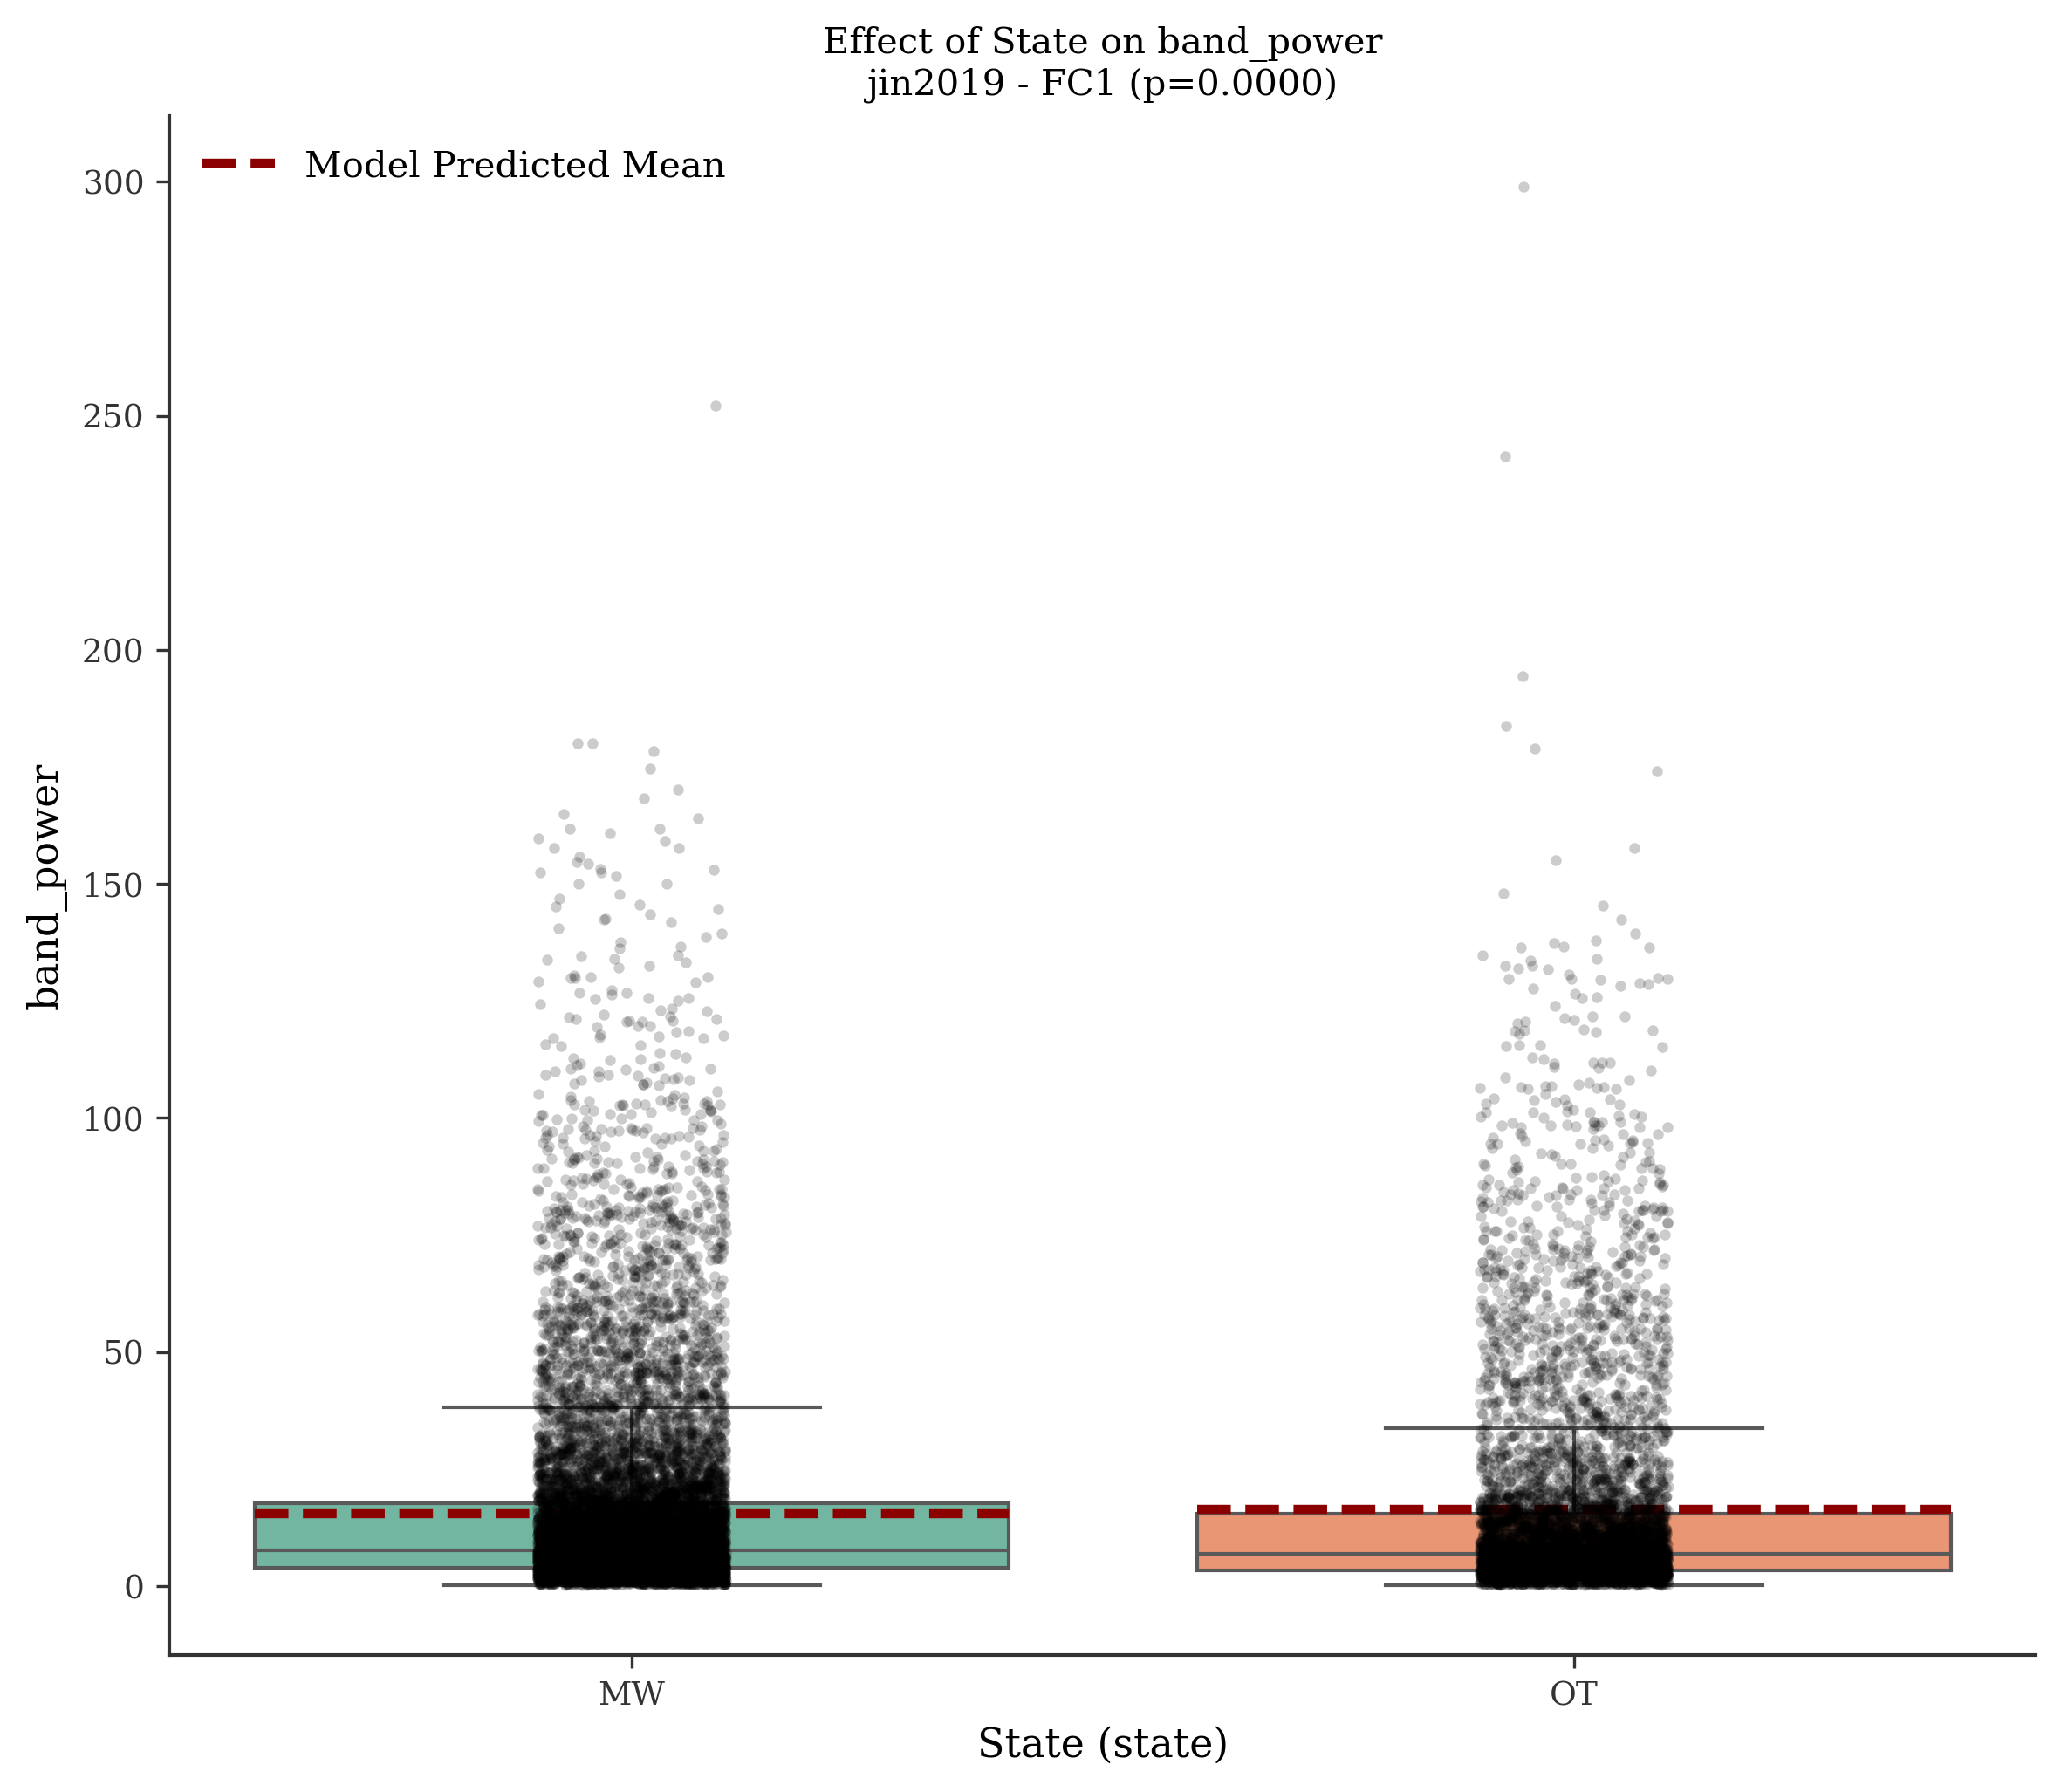 Effect of State on band_power
jin2019 - FC1 (p=0.0000)
Model Predicted Mean
300
250
200
150
100
50
0
band_power
MW
OT
State (state)